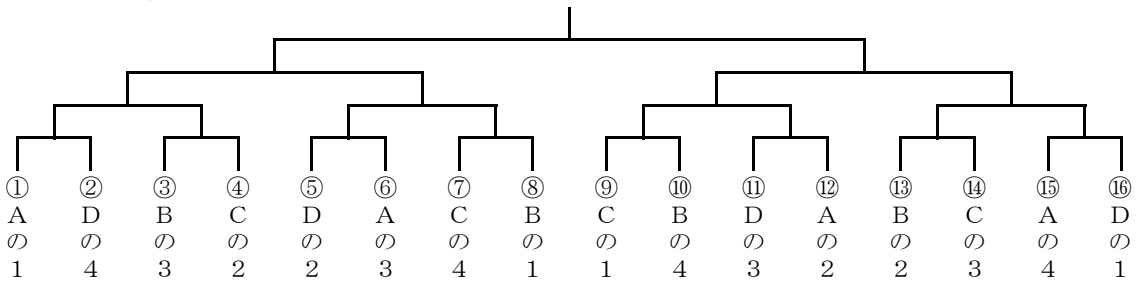 ① ② ③ ④ ⑤ ⑥ ⑦ ⑧ ⑨ ⑩ ⑪ ⑫ ⑬ ⑭ ⑮ ⑯
A D B C D A C B C B D A B C A D
の の の の の の の の の の の の の の の の
1 4 3 2 2 3 4 1 1 4 3 2 2 3 4 1